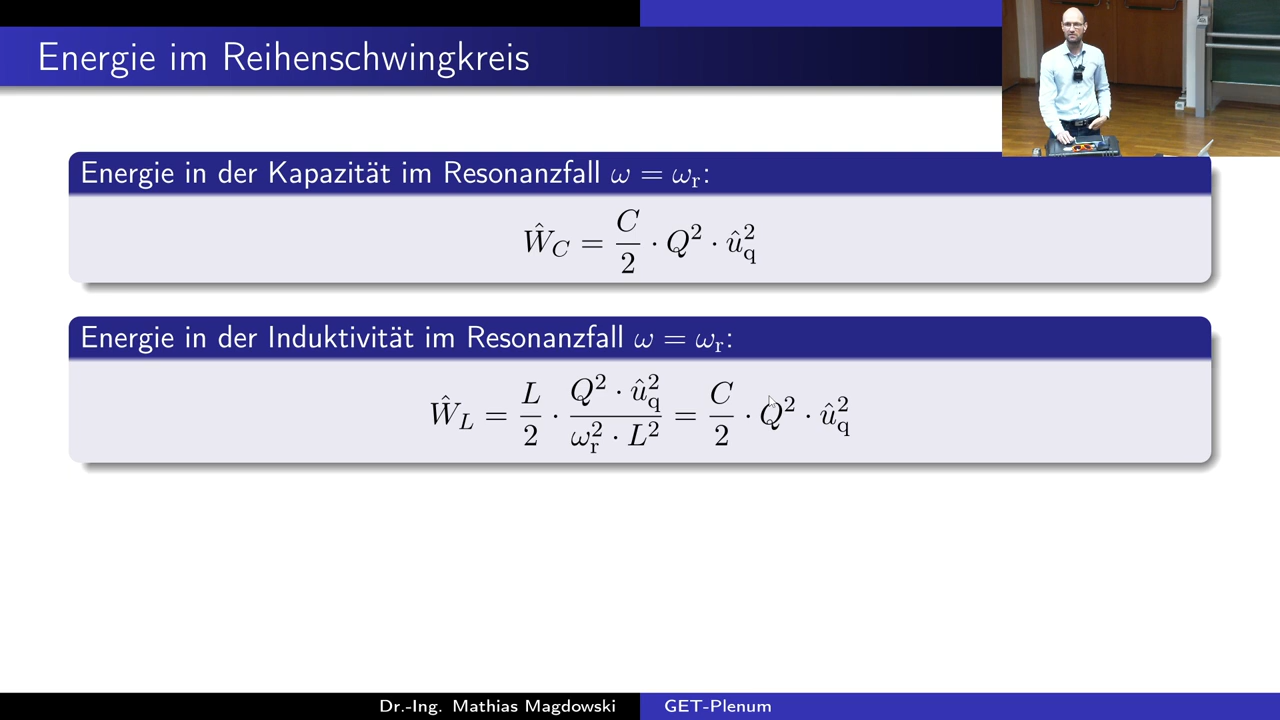 Energie im Reihenschwingkreis
Energie in der Kapazität im Resonanzfall ω = ω_r:
Ŵ_C = C/2 · Q² · û_q²
Energie in der Induktivität im Resonanzfall ω = ω_r:
Ŵ_L = L/2 · (Q² · û_q²)/(ω_r² · L²) = C/2 · Q² · û_q²
Dr.-Ing. Mathias Magdowski GET-Plenum